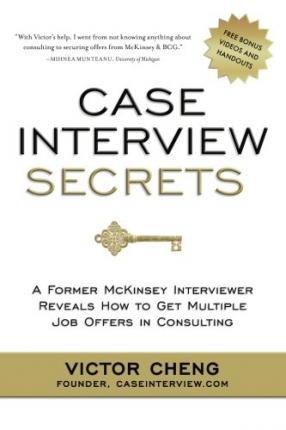 "With Victor's help, I went from not knowing anything about
consulting to securing offers from McKinsey & BCG."
—MIHNEA MUNTEANU, University of Michigan
FREE BONUS
VIDEOS AND
HANDOUTS
CASE
INTERVIEW
SECRETS
A FORMER MCKINSEY INTERVIEWER
REVEALS HOW TO GET MULTIPLE
JOB OFFERS IN CONSULTING
VICTOR CHENG
FOUNDER, CASEINTERVIEW.COM